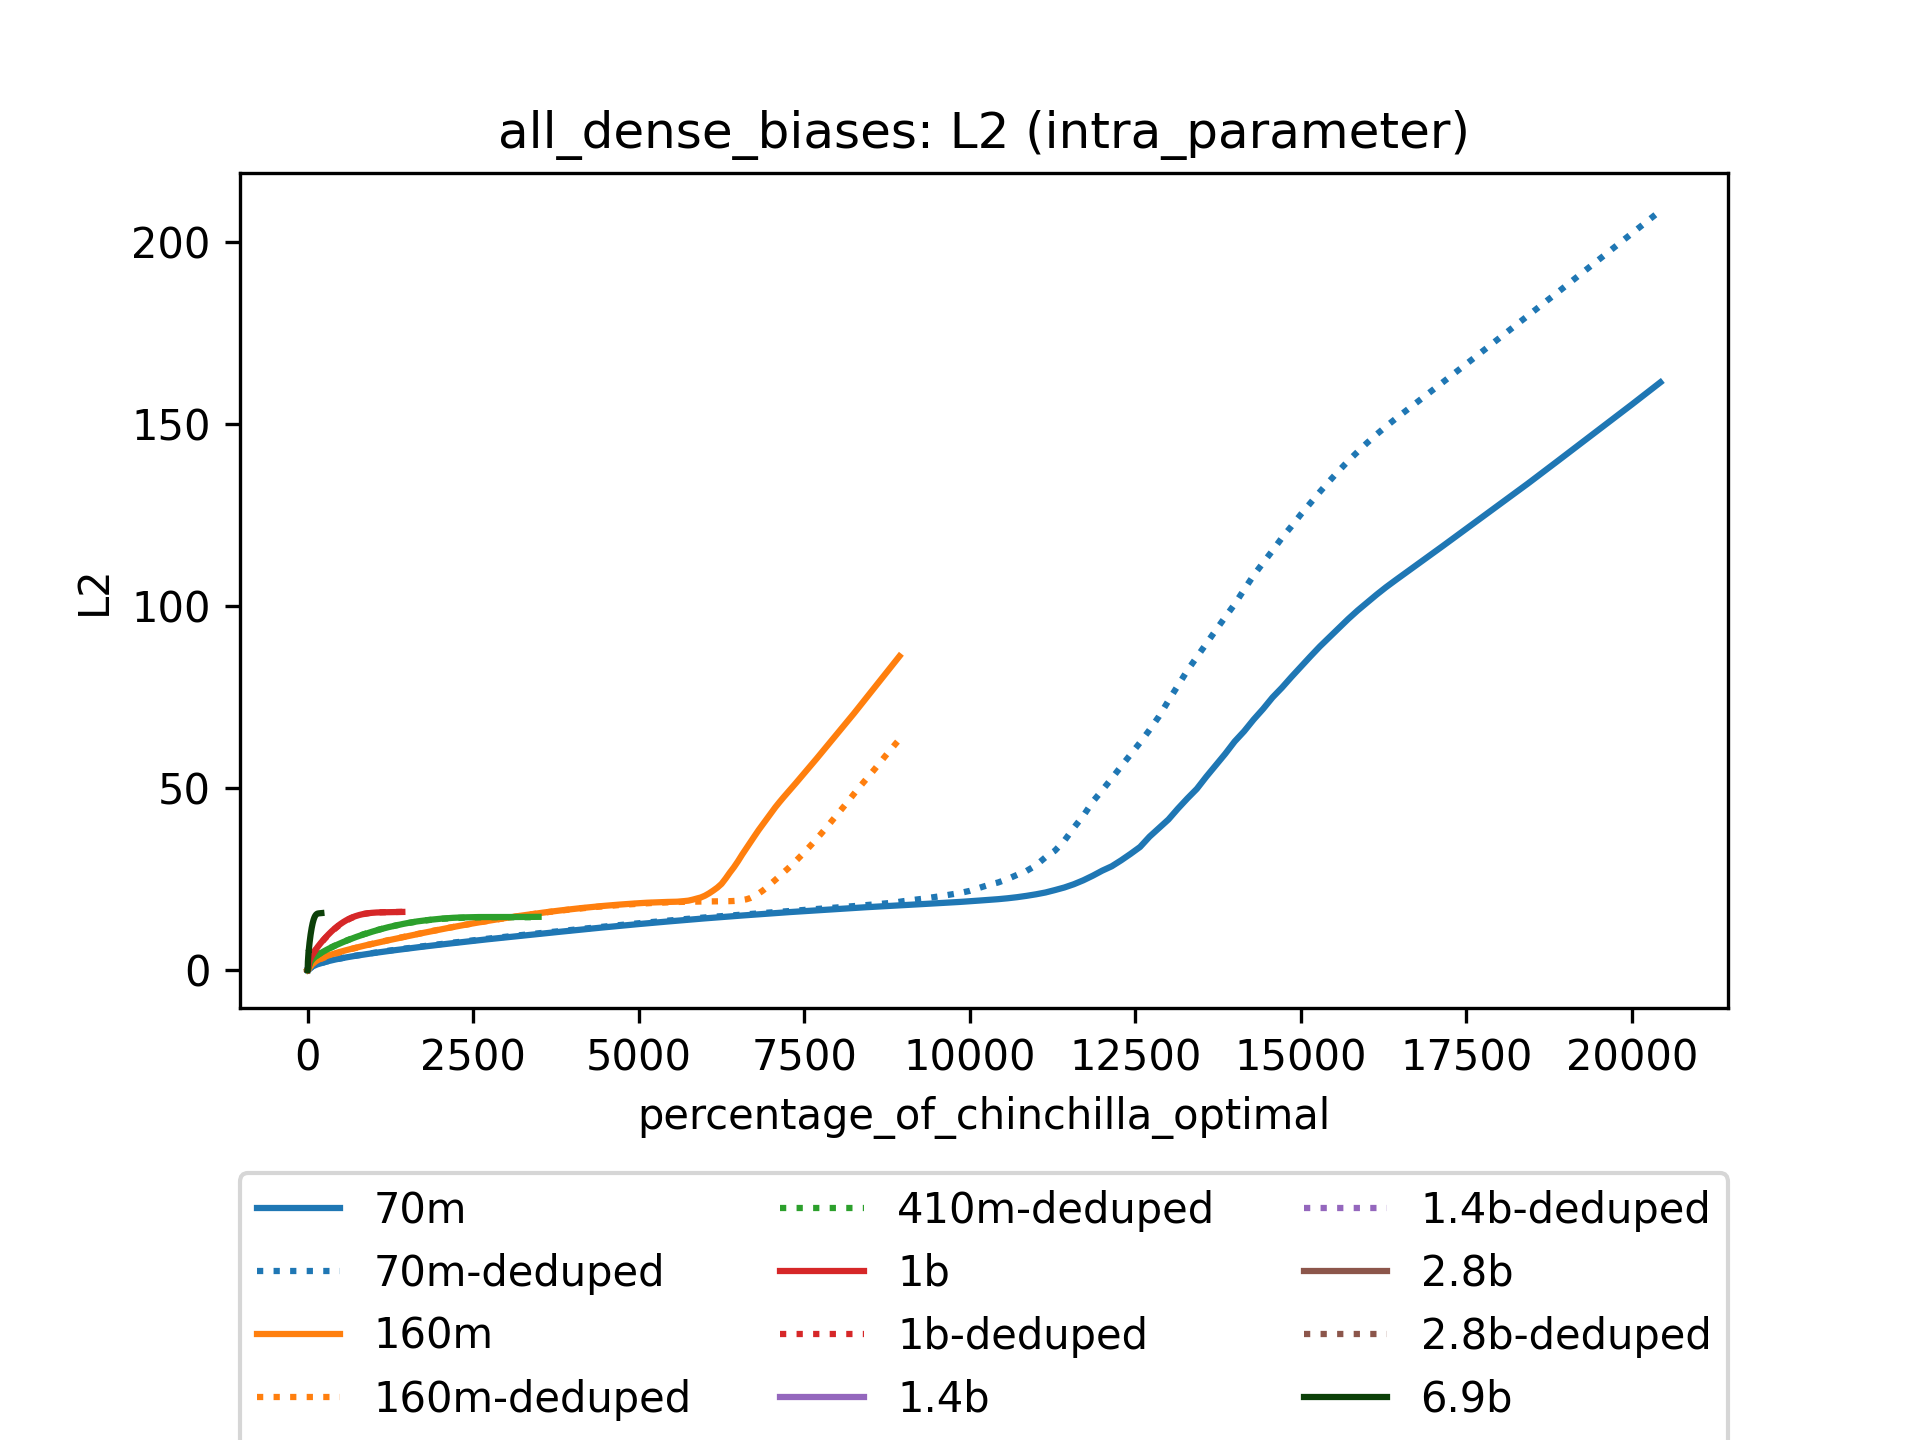 all_dense_biases: L2 (intra_parameter)
200
150
100
50
0
L2
0 2500 5000 7500 10000 12500 15000 17500 20000
percentage_of_chinchilla_optimal
70m 410m-deduped 1.4b-deduped
70m-deduped 1b 2.8b
160m 1b-deduped 2.8b-deduped
160m-deduped 1.4b 6.9b